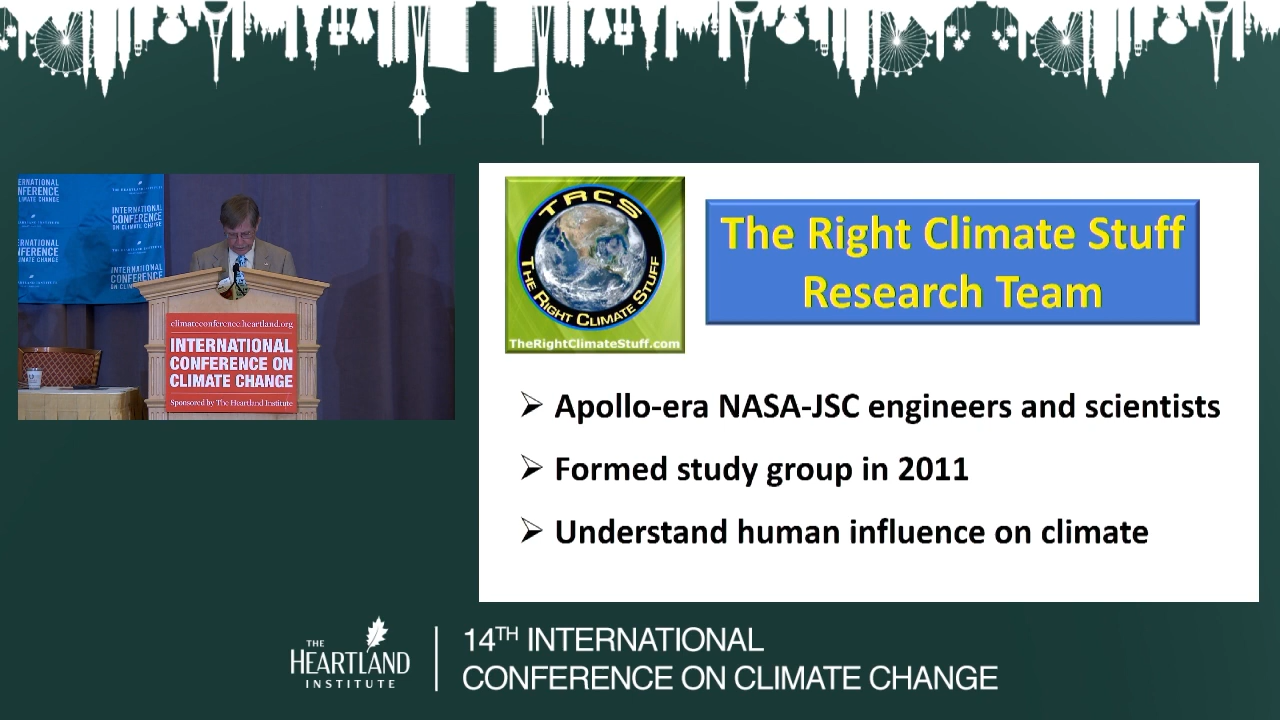 TRCS
THE RIGHT CLIMATE STUFF
TheRightClimateStuff.com
The Right Climate Stuff
Research Team
➢ Apollo-era NASA-JSC engineers and scientists
➢ Formed study group in 2011
➢ Understand human influence on climate
INTERNATIONAL
CONFERENCE
ON CLIMATE CHANGE
INTERNATIONAL
climateconference.heartland.org
INTERNATIONAL
CONFERENCE ON
CLIMATE CHANGE
Sponsored by The Heartland Institute
THE
HEARTLAND
INSTITUTE
14TH INTERNATIONAL
CONFERENCE ON CLIMATE CHANGE